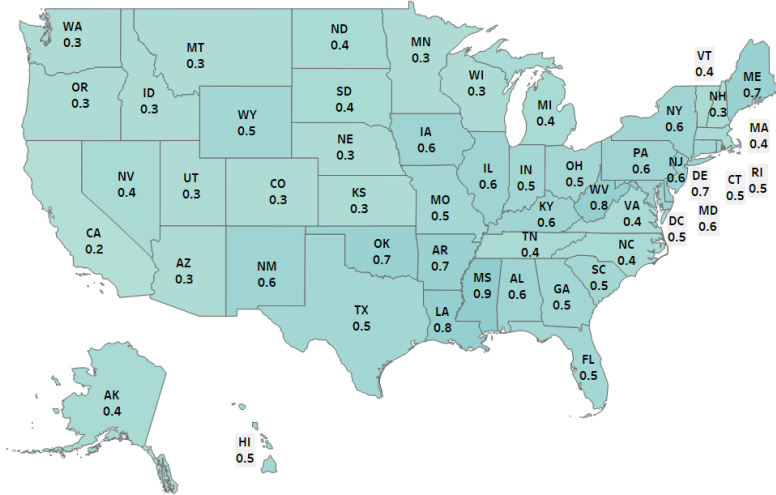 WA
0.3
MT
0.3
ND
0.4
MN
0.3
VT
0.4
ME
0.7
OR
0.3
ID
0.3
SD
0.4
WI
0.3
MI
0.4
NH
0.3
WY
0.5
NY
0.6
MA
0.4
IA
0.6
NE
0.3
PA
0.6
NJ
0.6
NV
0.4
UT
0.3
CO
0.3
KS
0.3
MO
0.5
IL
0.6
IN
0.5
OH
0.5
WV
0.8
DE
0.7
CT
0.5
RI
0.5
KY
0.6
VA
0.4
DC
0.5
MD
0.6
CA
0.2
AZ
0.3
NM
0.6
OK
0.7
AR
0.7
TN
0.4
NC
0.4
SC
0.5
MS
0.9
AL
0.6
GA
0.5
TX
0.5
LA
0.8
FL
0.5
AK
0.4
HI
0.5